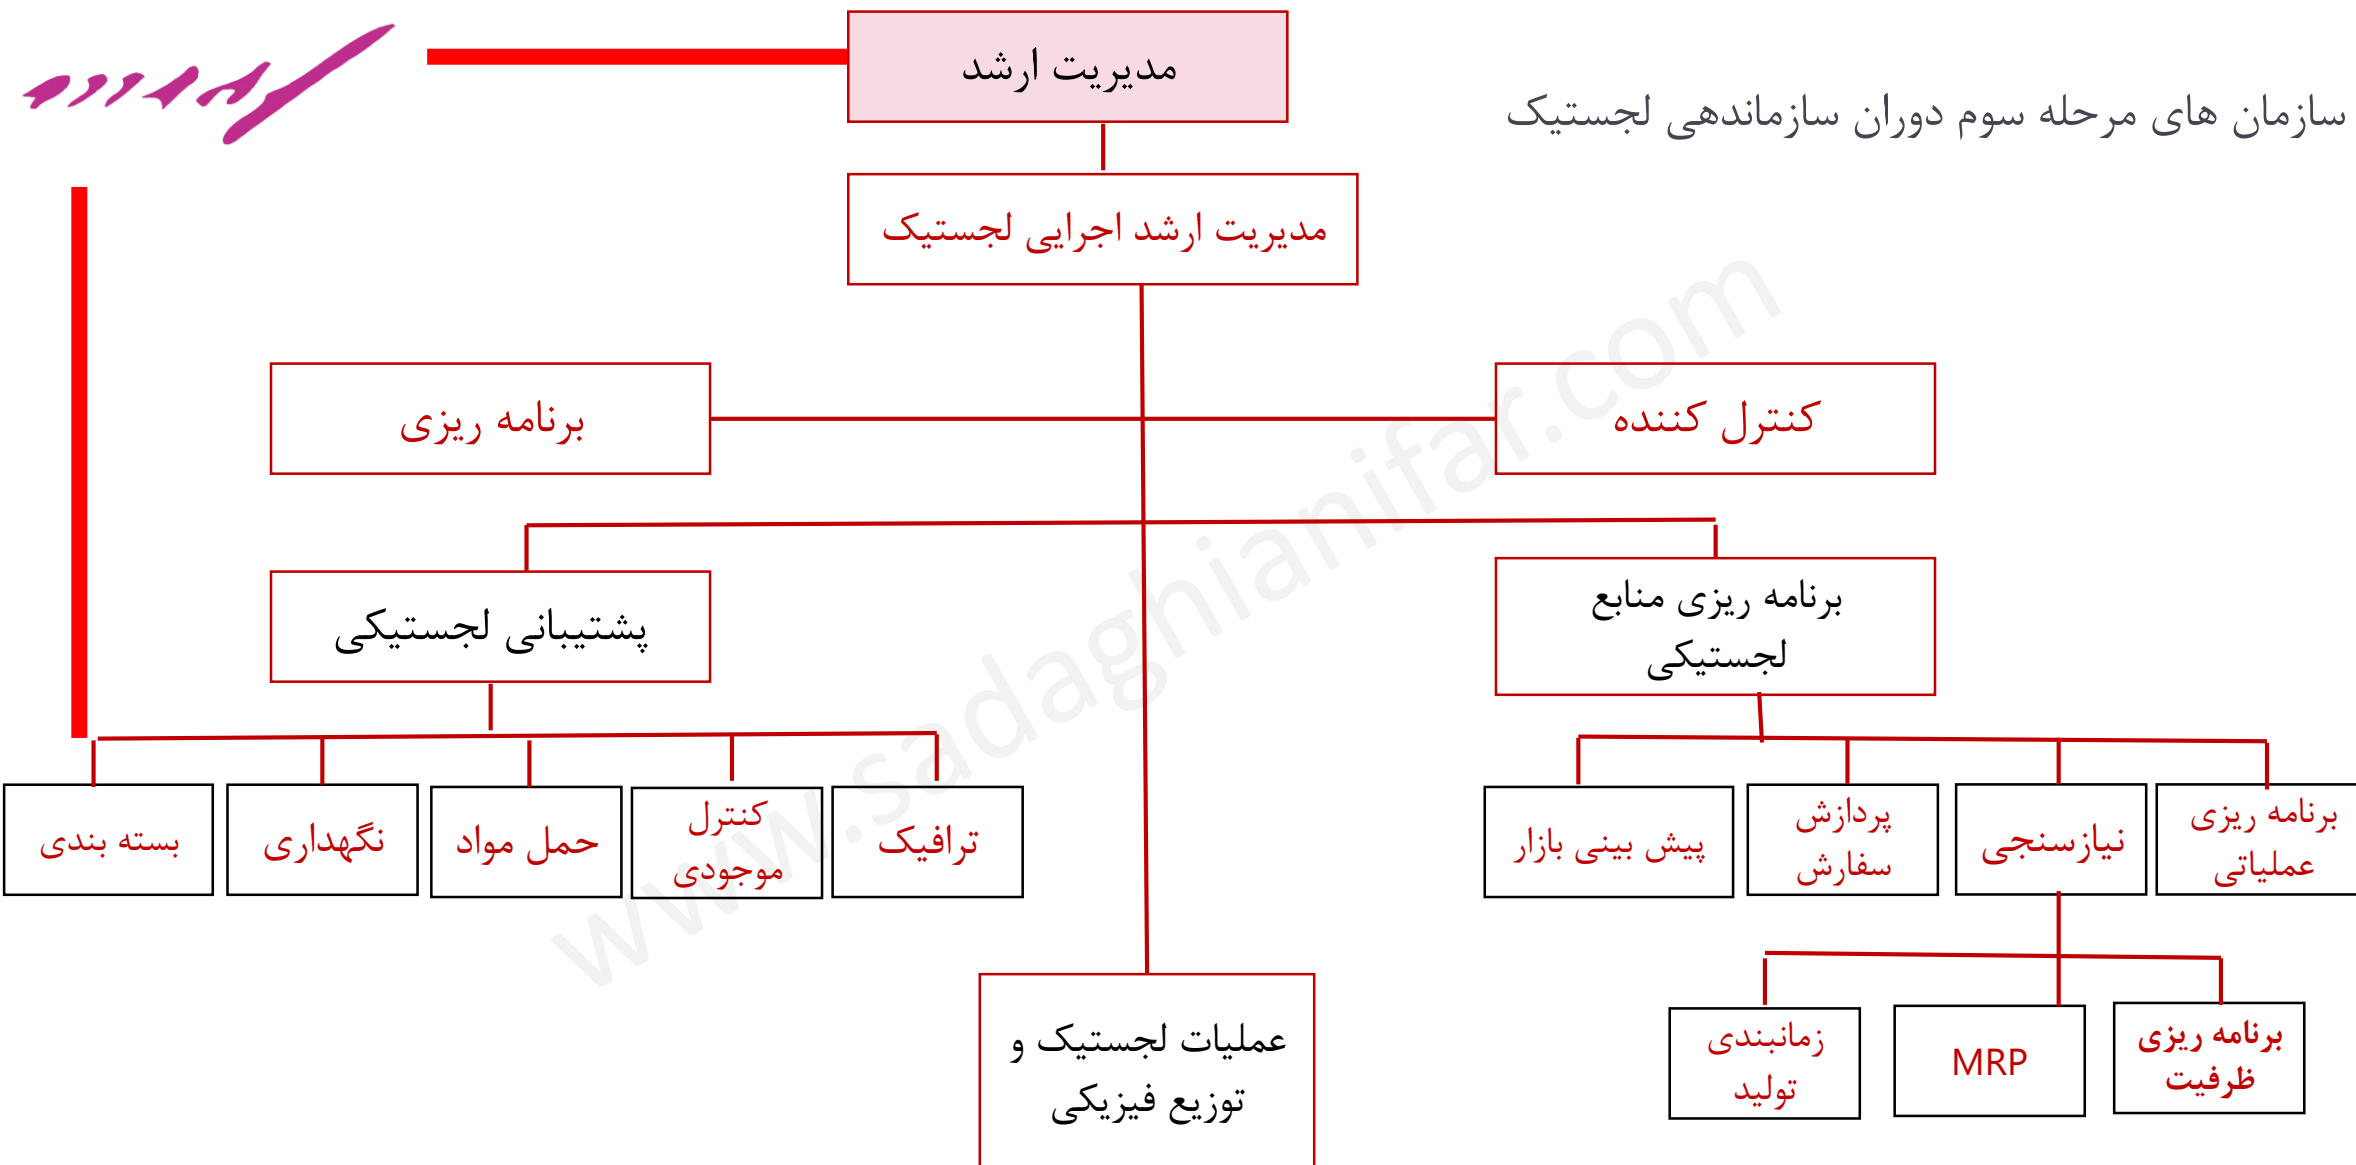 سازمان های مرحله سوم دوران سازماندهی لجستیک
مدیریت ارشد
مدیریت ارشد اجرایی لجستیک
کنترل کننده
برنامه ریزی
برنامه ریزی منابع
لجستیکی
پشتیبانی لجستیکی
برنامه ریزی
عملیاتی
نیازسنجی
پردازش
سفارش
پیش بینی بازار
ترافیک
کنترل
موجودی
حمل مواد
نگهداری
بسته بندی
برنامه ریزی
ظرفیت
MRP
زمانبندی
تولید
عملیات لجستیک و
توزیع فیزیکی
www.sadaghianifar.com